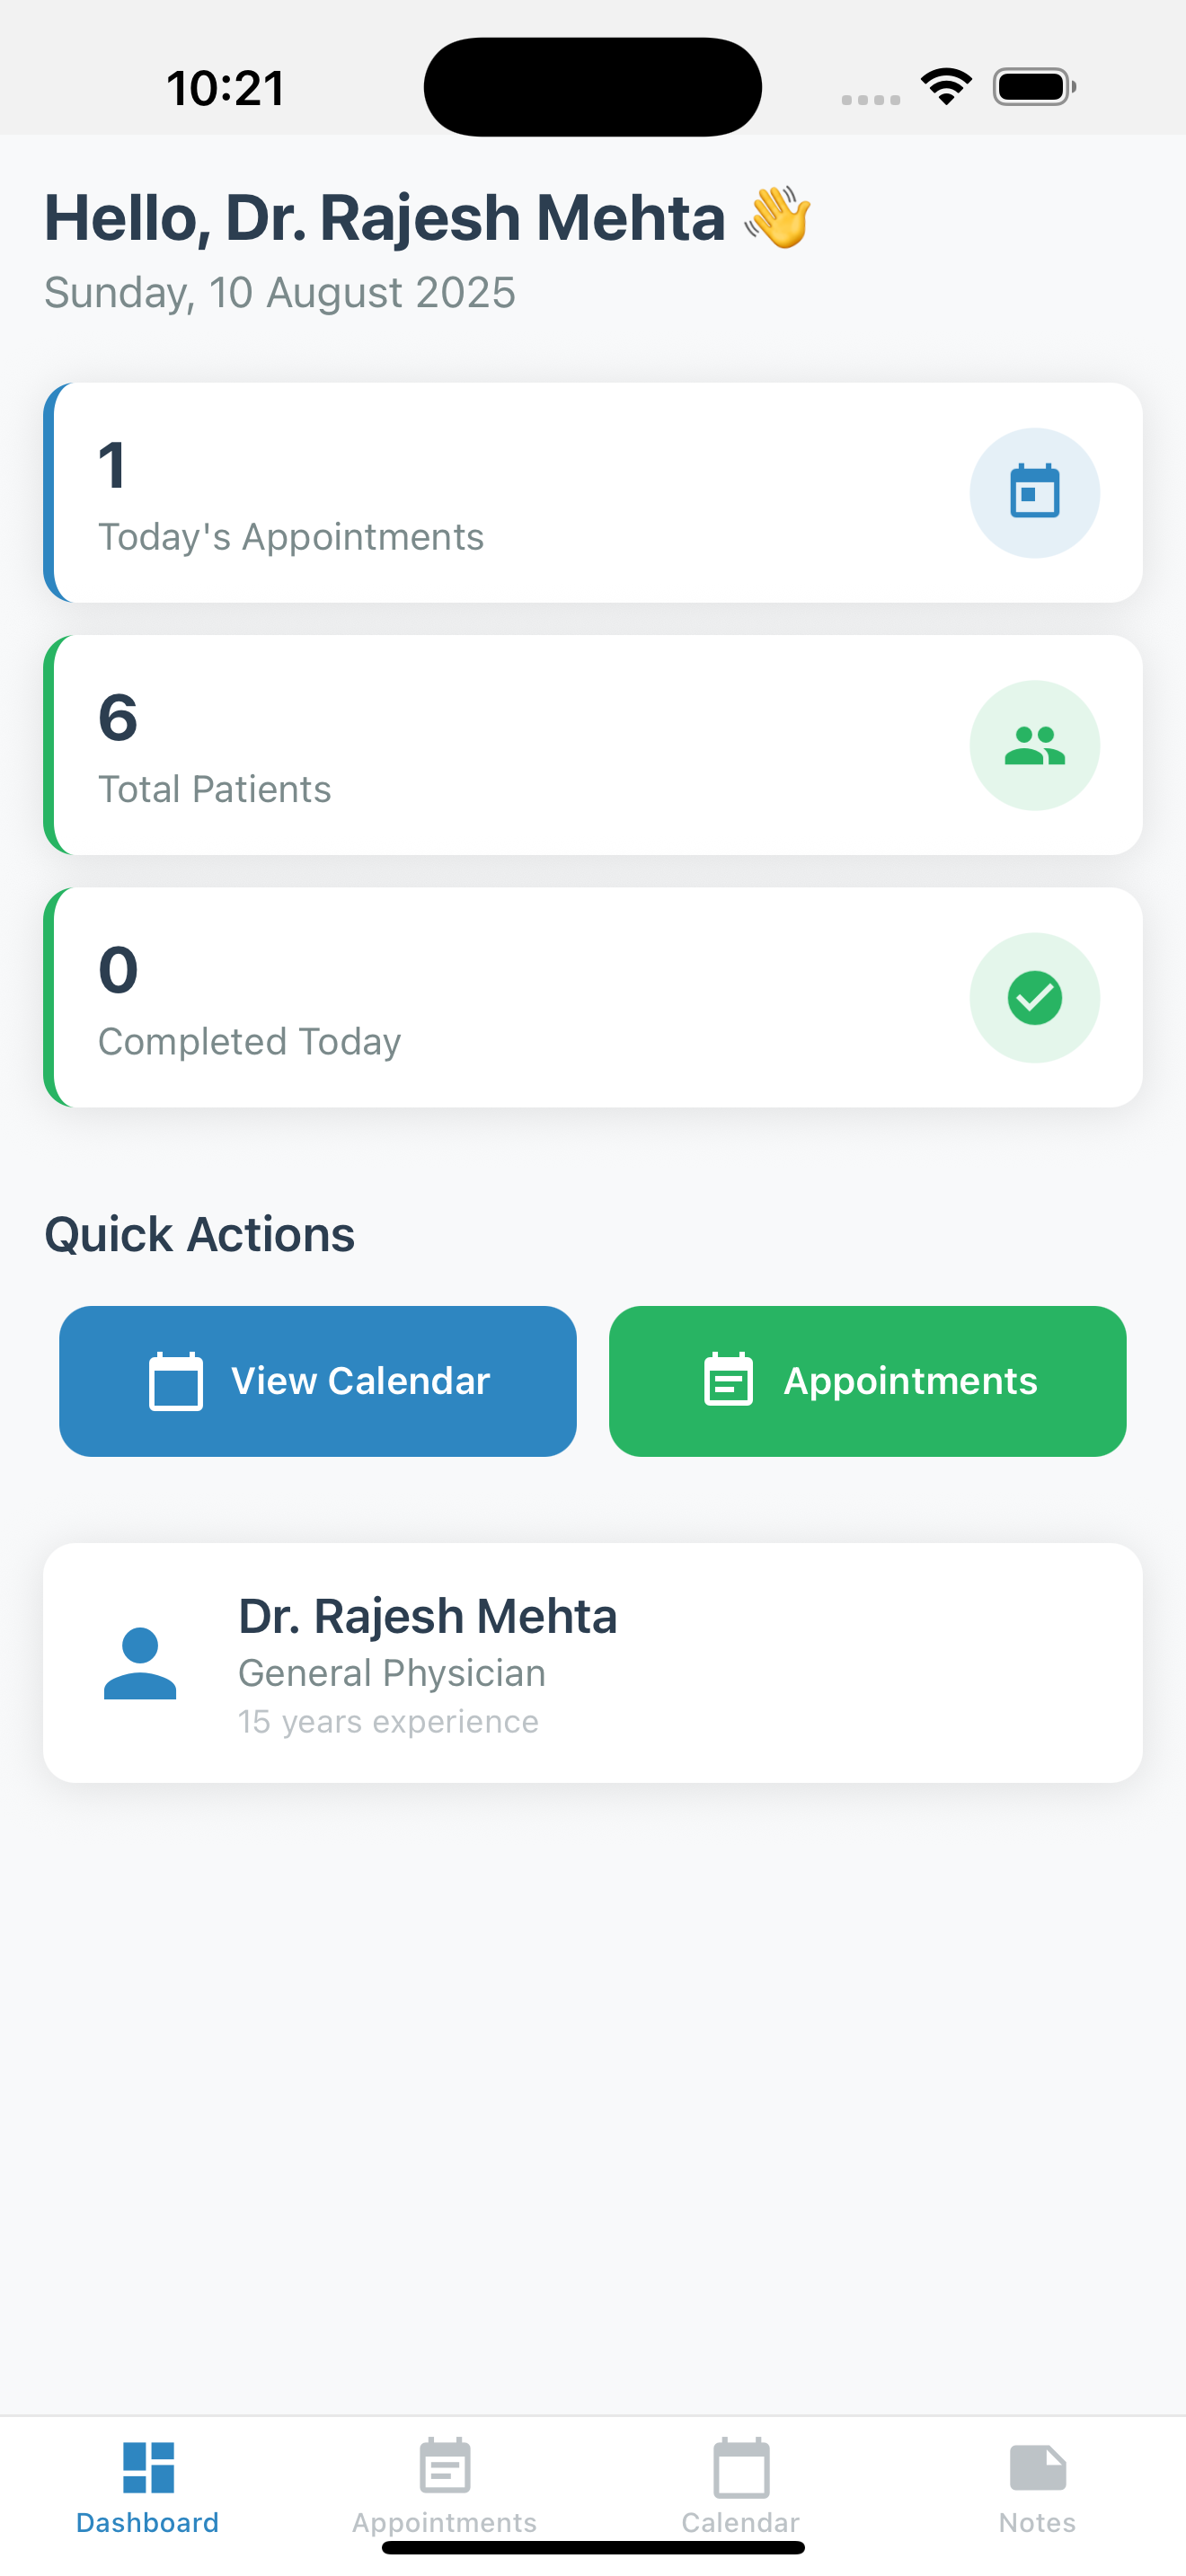 10:21
Hello, Dr. Rajesh Mehta 👋
Sunday, 10 August 2025
1
Today's Appointments
6
Total Patients
0
Completed Today
Quick Actions
View Calendar
Appointments
Dr. Rajesh Mehta
General Physician
15 years experience
Dashboard
Appointments
Calendar
Notes